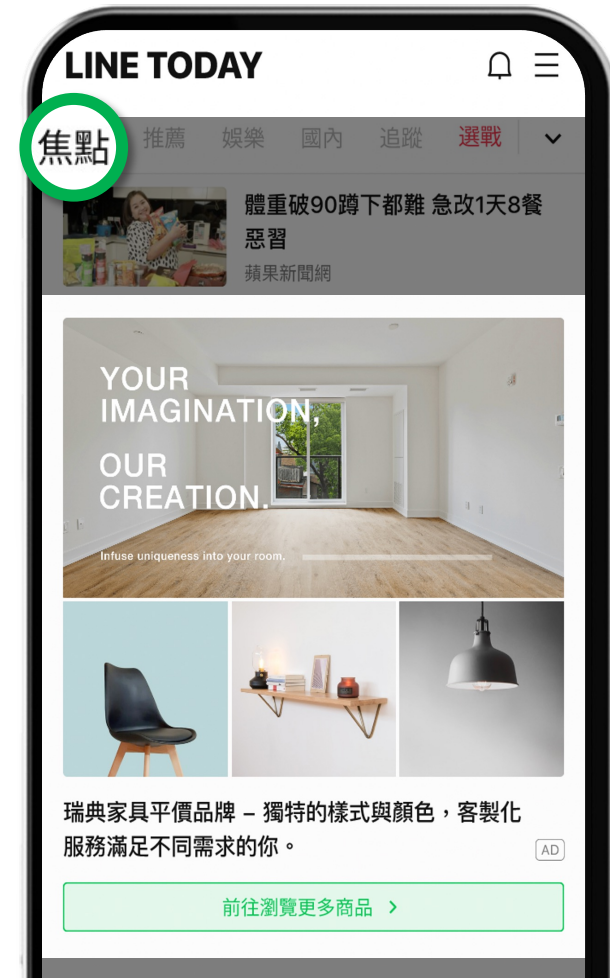 LINE TODAY
焦點 推薦 娛樂 國內 追蹤 選戰
體重破90蹲下都難 急改1天8餐
惡習
蘋果新聞網
YOUR
IMAGINATION,
OUR
CREATION.
Infuse uniqueness into your room.
瑞典家具平價品牌 – 獨特的樣式與顏色，客製化
服務滿足不同需求的你。
AD
前往瀏覽更多商品 >